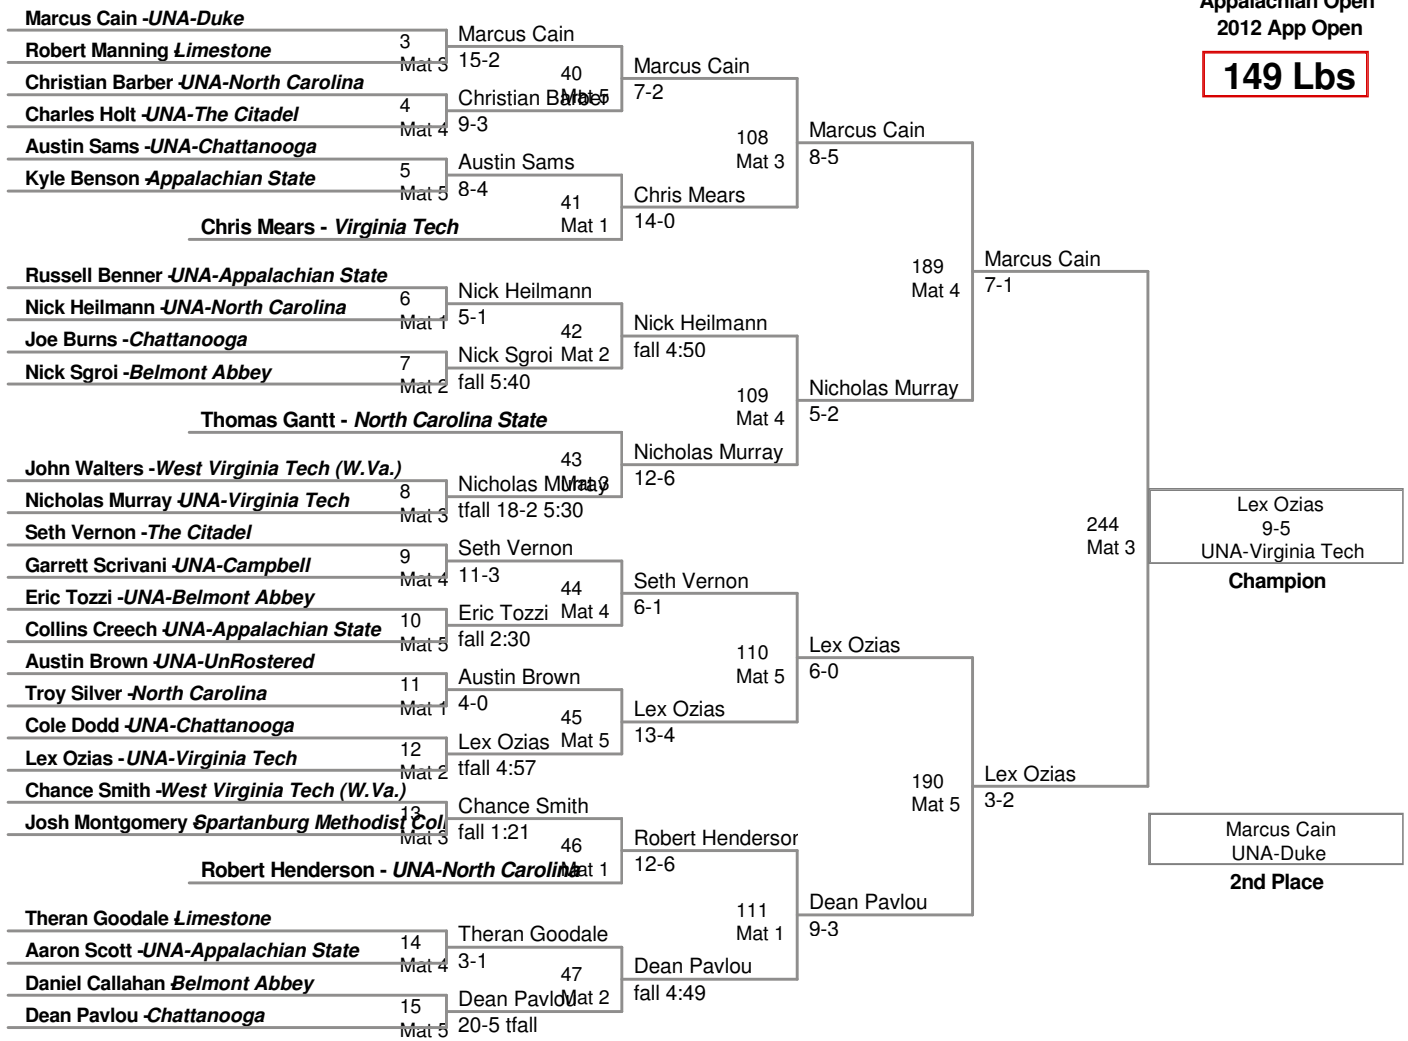 Appalachian Open
2012 App Open
149 Lbs
Marcus Cain -UNA-Duke
Robert Manning -Limestone
Christian Barber -UNA-North Carolina
Charles Holt -UNA-The Citadel
Austin Sams -UNA-Chattanooga
Kyle Benson -Appalachian State
Chris Mears - Virginia Tech
Russell Benner -UNA-Appalachian State
Nick Heilmann -UNA-North Carolina
Joe Burns -Chattanooga
Nick Sgroi -Belmont Abbey
Thomas Gantt - North Carolina State
John Walters -West Virginia Tech (W.Va.)
Nicholas Murray -UNA-Virginia Tech
Seth Vernon -The Citadel
Garrett Scrivani -UNA-Campbell
Eric Tozzi -UNA-Belmont Abbey
Collins Creech -UNA-Appalachian State
Austin Brown -UNA-UnRostered
Troy Silver -North Carolina
Cole Dodd -UNA-Chattanooga
Lex Ozias -UNA-Virginia Tech
Chance Smith -West Virginia Tech (W.Va.)
Josh Montgomery -Spartanburg Methodist Coll
Robert Henderson - UNA-North Carolina
Theran Goodale -Limestone
Aaron Scott -UNA-Appalachian State
Daniel Callahan -Belmont Abbey
Dean Pavlou -Chattanooga
3
Mat 3
4
Mat 4
5
Mat 5
6
Mat 1
7
Mat 2
8
Mat 3
9
Mat 4
10
Mat 5
11
Mat 1
12
Mat 2
13
Mat 3
14
Mat 4
15
Mat 5
Marcus Cain
15-2
Christian Barber
9-3
Austin Sams
8-4
Nick Heilmann
5-1
Nick Sgroi
fall 5:40
Nicholas Murray
tfall 18-2 5:30
Seth Vernon
11-3
Eric Tozzi
fall 2:30
Austin Brown
4-0
Lex Ozias
tfall 4:57
Chance Smith
fall 1:21
Theran Goodale
3-1
Dean Pavlou
20-5 tfall
40
Mat 5
41
Mat 1
42
Mat 2
43
Mat 3
44
Mat 4
45
Mat 5
46
Mat 1
47
Mat 2
Marcus Cain
7-2
Chris Mears
14-0
Nick Heilmann
fall 4:50
Nicholas Murray
12-6
Seth Vernon
6-1
Lex Ozias
13-4
Robert Henderson
12-6
Dean Pavlou
fall 4:49
108
Mat 3
109
Mat 4
110
Mat 5
111
Mat 1
Marcus Cain
8-5
Nicholas Murray
5-2
Lex Ozias
6-0
Dean Pavlou
9-3
189
Mat 4
190
Mat 5
Marcus Cain
7-1
Lex Ozias
3-2
244
Mat 3
Lex Ozias
9-5
UNA-Virginia Tech
Champion
Marcus Cain
UNA-Duke
2nd Place